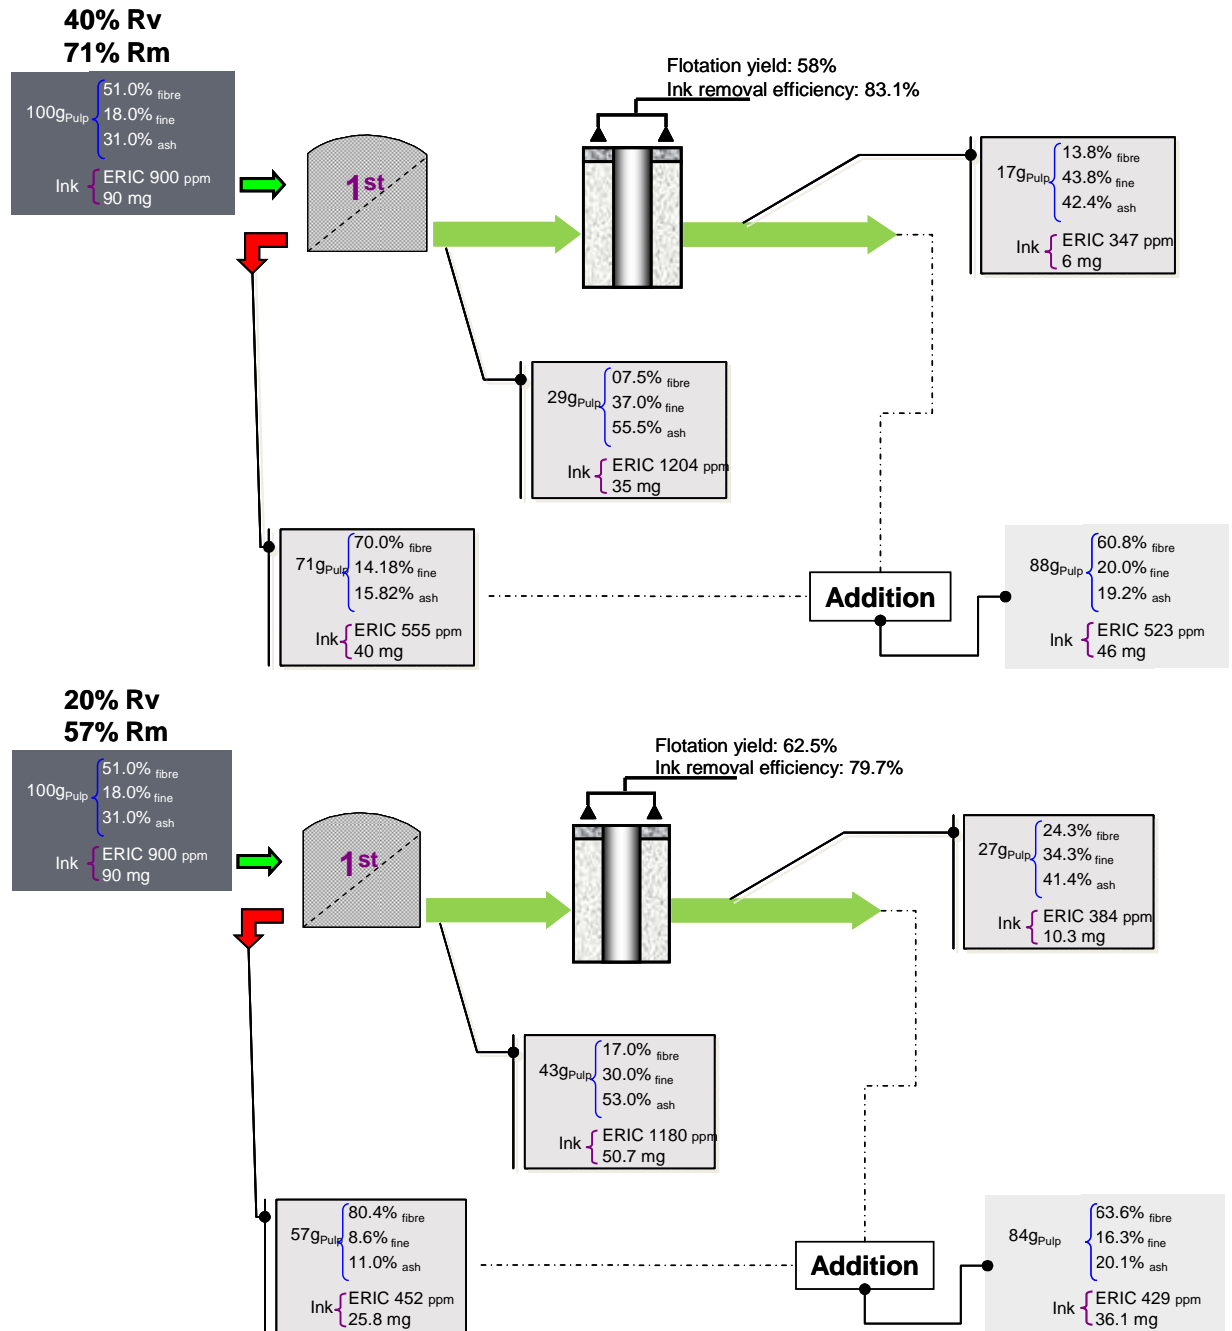 40% Rv
71% Rm
Flotation yield: 58%
Ink removal efficiency: 83.1%
100gPulp
51.0% fibre
18.0% fine
31.0% ash
Ink
ERIC 900 ppm
90 mg
1st
17gPulp
13.8% fibre
43.8% fine
42.4% ash
Ink
ERIC 347 ppm
6 mg
29gPulp
07.5% fibre
37.0% fine
55.5% ash
Ink
ERIC 1204 ppm
35 mg
71gPulp
70.0% fibre
14.18% fine
15.82% ash
Ink
ERIC 555 ppm
40 mg
Addition
88gPulp
60.8% fibre
20.0% fine
19.2% ash
Ink
ERIC 523 ppm
46 mg
20% Rv
57% Rm
Flotation yield: 62.5%
Ink removal efficiency: 79.7%
100gPulp
51.0% fibre
18.0% fine
31.0% ash
Ink
ERIC 900 ppm
90 mg
1st
27gPulp
24.3% fibre
34.3% fine
41.4% ash
Ink
ERIC 384 ppm
10.3 mg
43gPulp
17.0% fibre
30.0% fine
53.0% ash
Ink
ERIC 1180 ppm
50.7 mg
57gPulp
80.4% fibre
8.6% fine
11.0% ash
Ink
ERIC 452 ppm
25.8 mg
Addition
84gPulp
63.6% fibre
16.3% fine
20.1% ash
Ink
ERIC 429 ppm
36.1 mg